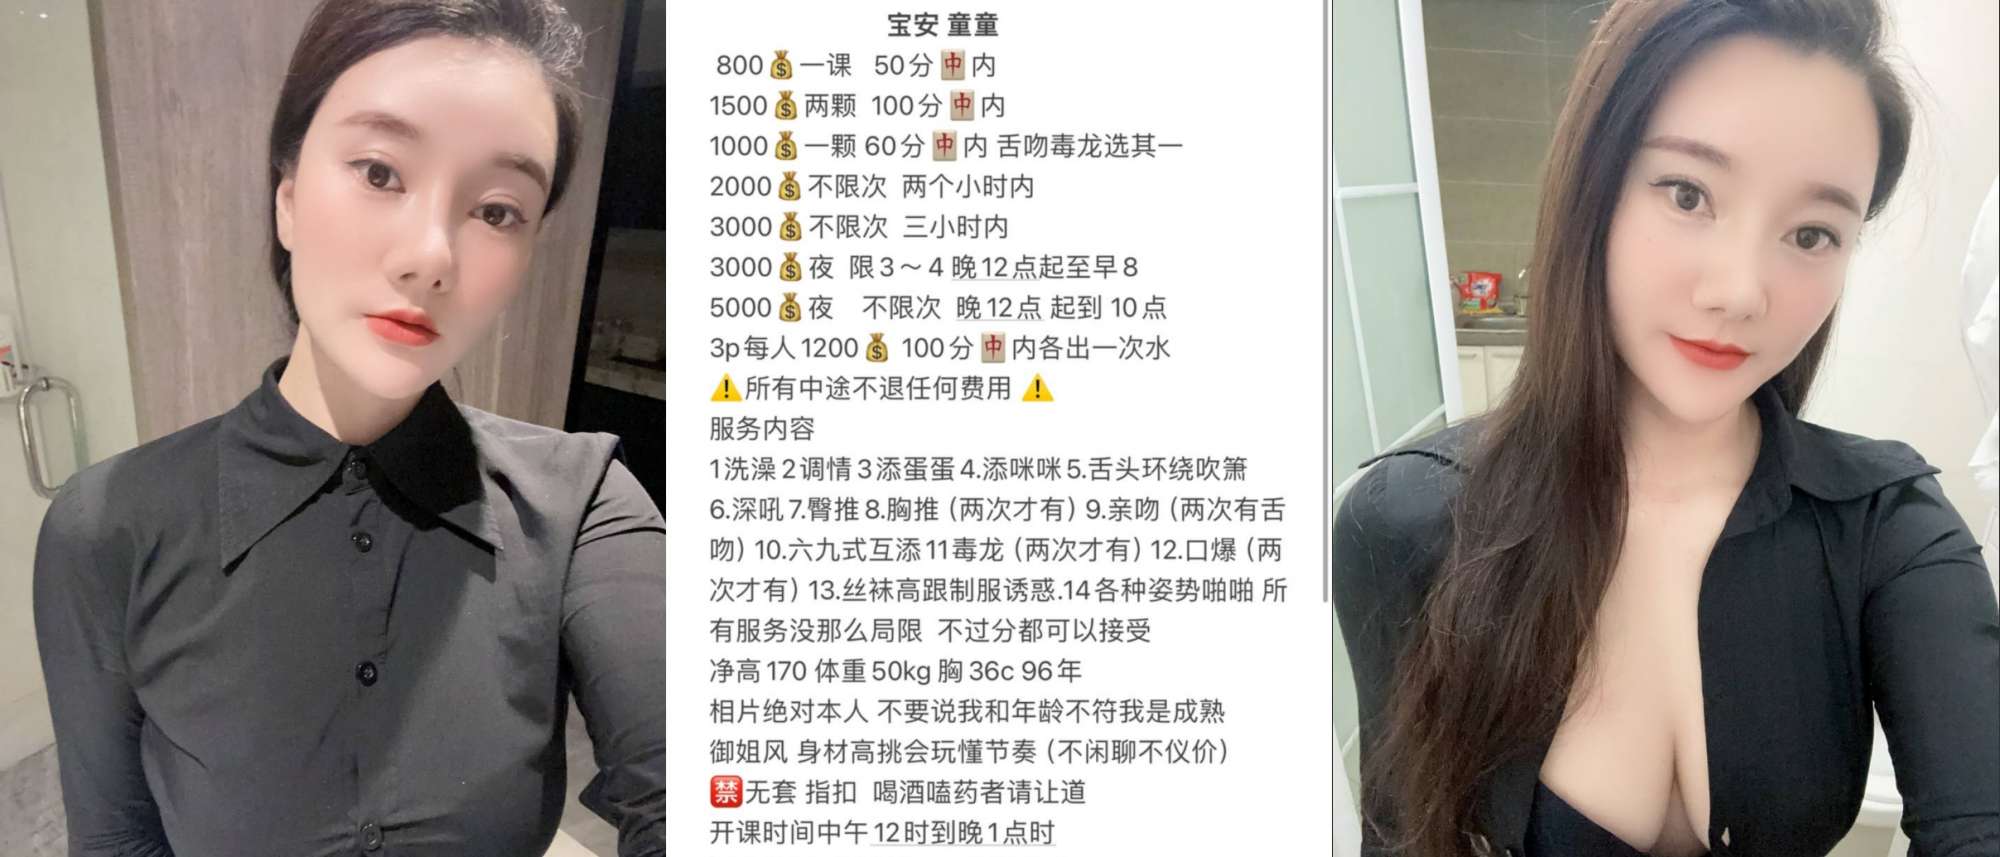 宝安 童童
800💰一课 50分🀄内
1500💰两颗 100分🀄内
1000💰一颗 60分🀄内 舌吻毒龙选其一
2000💰不限次 两个小时内
3000💰不限次 三小时内
3000💰夜 限3～4 晚12点起至早8
5000💰夜 不限次 晚12点 起到 10点
3p每人1200💰 100分🀄内各出一次水
⚠️所有中途不退任何费用 ⚠️
服务内容
1洗澡2调情3添蛋蛋4.添咪咪5.舌头环绕吹箫
6.深吼7.臀推8.胸推（两次才有）9.亲吻（两次有舌
吻）10.六九式互添11毒龙（两次才有）12.口爆（两
次才有）13.丝袜高跟制服诱惑.14各种姿势啪啪 所
有服务没那么局限 不过分都可以接受
净高170 体重50kg 胸36c 96年
相片绝对本人 不要说我和年龄不符我是成熟
御姐风 身材高挑会玩懂节奏（不闲聊不仪价）
🈲无套 指扣 喝酒嗑药者请让道
开课时间中午12时到晚1点时